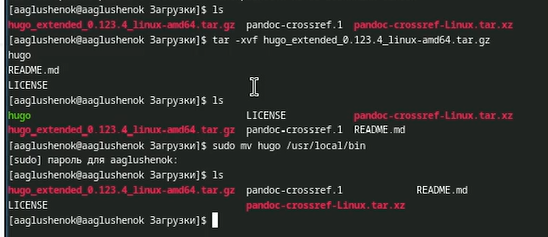 [aaglushenok@aaglushenok Загрузки]$ ls
hugo_extended_0.123.4_linux-amd64.tar.gz pandoc-crossref.1 pandoc-crossref-Linux.tar.xz
[aaglushenok@aaglushenok Загрузки]$ tar -xvf hugo_extended_0.123.4_linux-amd64.tar.gz
hugo
README.md
LICENSE
[aaglushenok@aaglushenok Загрузки]$ ls
hugo LICENSE pandoc-crossref-Linux.tar.xz
hugo_extended_0.123.4_linux-amd64.tar.gz pandoc-crossref.1 README.md
[aaglushenok@aaglushenok Загрузки]$ sudo mv hugo /usr/local/bin
[sudo] пароль для aaglushenok:
[aaglushenok@aaglushenok Загрузки]$ ls
hugo_extended_0.123.4_linux-amd64.tar.gz pandoc-crossref.1 README.md
LICENSE pandoc-crossref-Linux.tar.xz
[aaglushenok@aaglushenok Загрузки]$